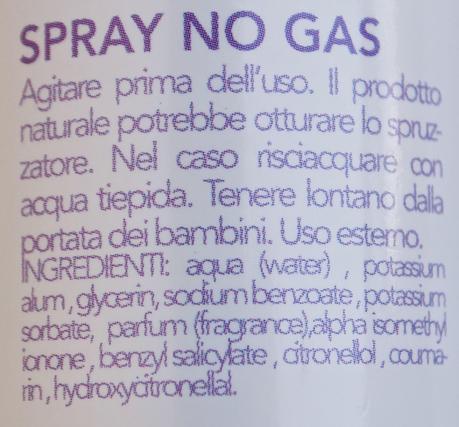 SPRAY NO GAS
Agitare prima dell'uso. Il prodotto
naturale potrebbe otturare lo spruz-
zatore. Nel caso risciacquare con
acqua tiepida. Tenere lontano dalla
portata dei bambini. Uso esterno.
INGREDIENTI: aqua (water) , potassium
alum, glycerin, sodium benzoate, potassium
sorbate, parfum (fragrance),alpha isomethyl
ionone, benzyl salicylate , citronellol , couma-
rin, hydroxycitronellal.